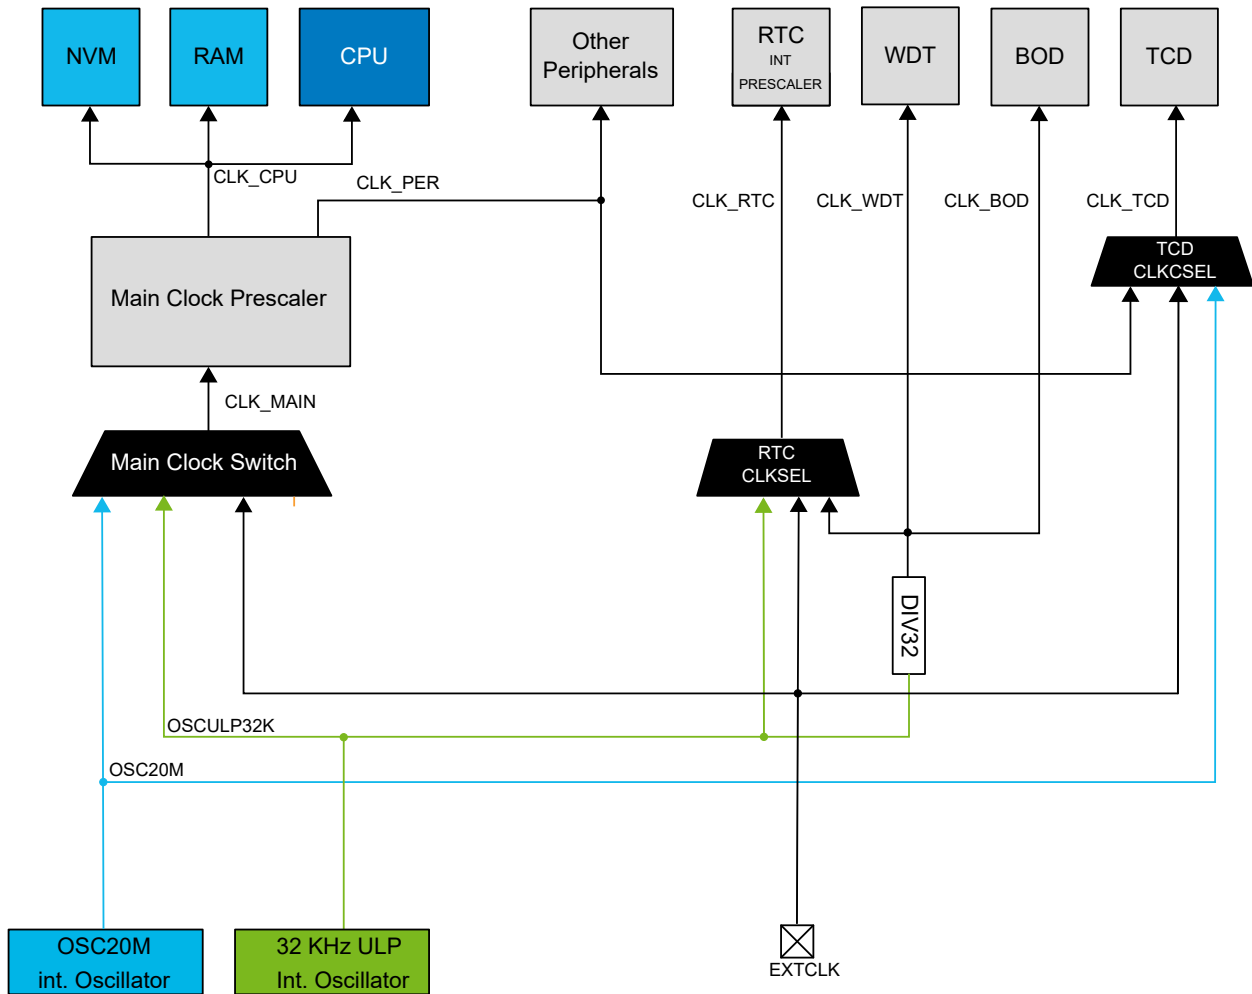 NVM
RAM
CPU
Other
Peripherals
RTC
INT
PRESCALER
WDT
BOD
TCD
CLK_CPU
CLK_PER
CLK_RTC
CLK_WDT
CLK_BOD
CLK_TCD
TCD
CLKCSEL
Main Clock Prescaler
CLK_MAIN
Main Clock Switch
RTC
CLKSEL
DIV32
OSCULP32K
OSC20M
OSC20M
int. Oscillator
32 KHz ULP
Int. Oscillator
EXTCLK